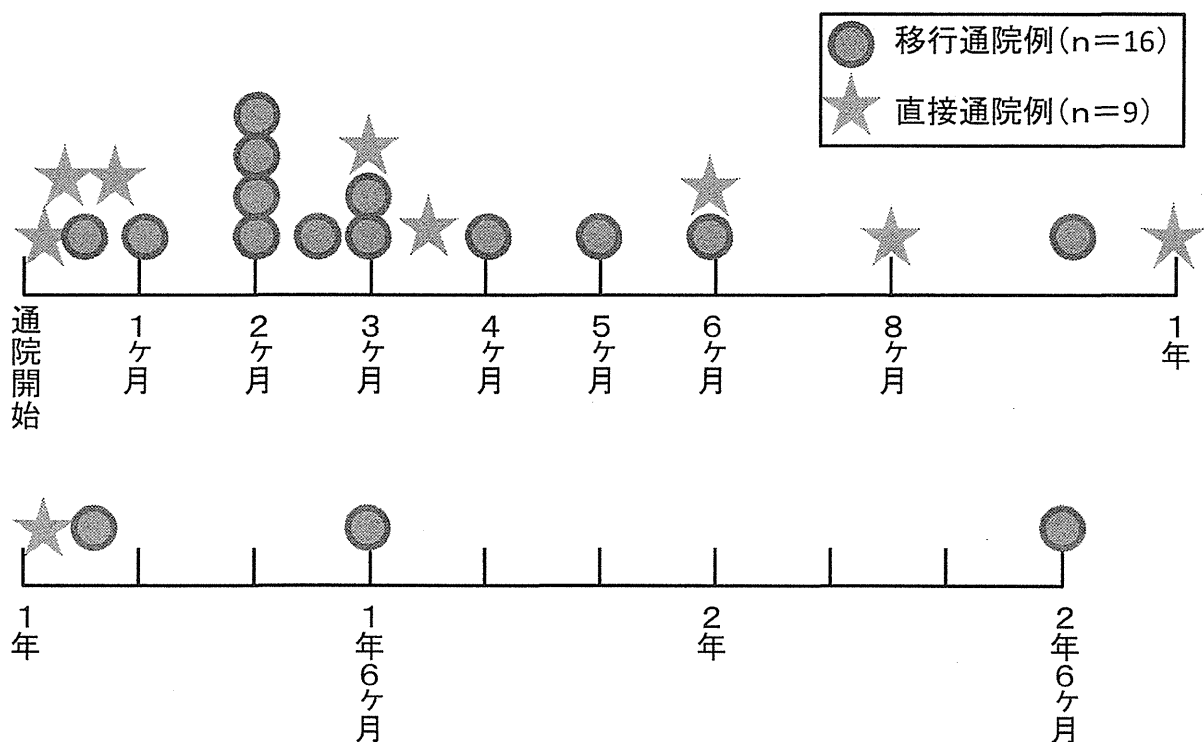 移行通院例(n=16)
直接通院例(n=9)
通院開始
1ヶ月
2ヶ月
3ヶ月
4ヶ月
5ヶ月
6ヶ月
8ヶ月
1年
1年
1年6ヶ月
2年
2年6ヶ月